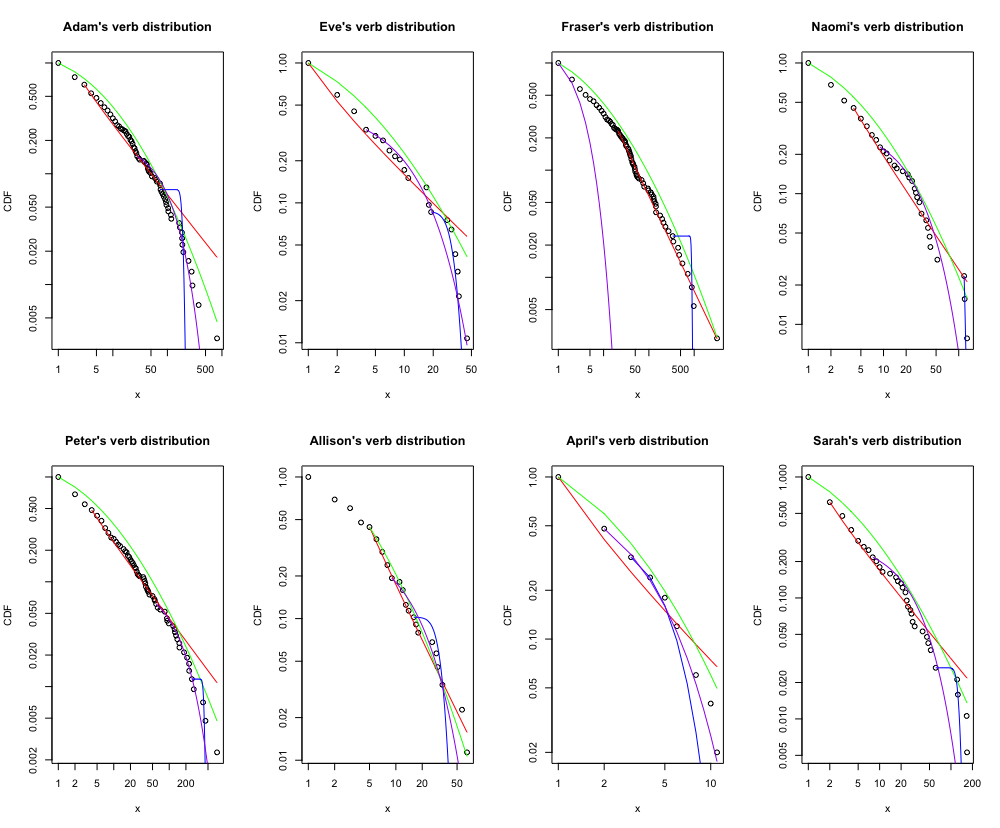 Adam's verb distribution
Eve's verb distribution
Fraser's verb distribution
Naomi's verb distribution
CDF
0.005 0.020 0.050 0.200 0.500
1 5 50 500
x
CDF
0.01 0.02 0.05 0.10 0.20 0.50 1.00
1 2 5 10 20 50
x
CDF
0.005 0.020 0.050 0.200 0.500
1 5 50 500
x
CDF
0.01 0.02 0.05 0.10 0.20 0.50 1.00
1 2 5 10 20 50
x
Peter's verb distribution
Allison's verb distribution
April's verb distribution
Sarah's verb distribution
CDF
0.002 0.005 0.020 0.050 0.200 0.500
1 2 5 20 50 200
x
CDF
0.01 0.02 0.05 0.10 0.20 0.50 1.00
1 2 5 10 20 50
x
CDF
0.02 0.05 0.10 0.20 0.50 1.00
1 2 5 10
x
CDF
0.005 0.010 0.020 0.050 0.100 0.200 0.500 1.000
1 2 5 10 20 50 200
x